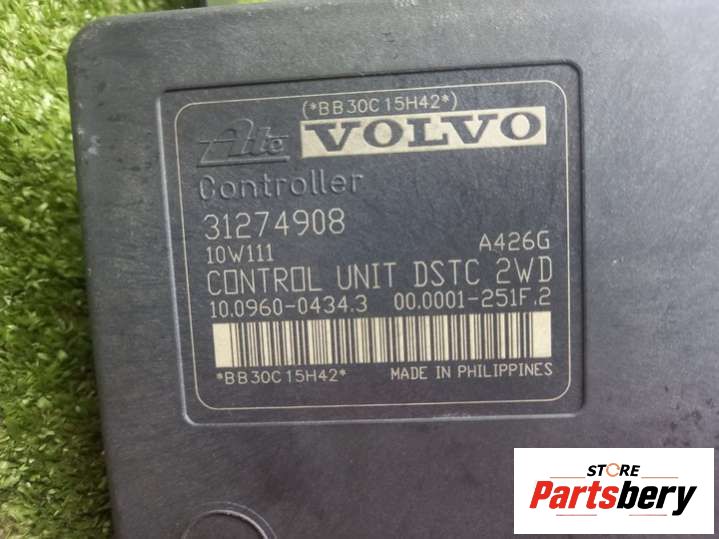 (*BB30C15H42*)
Ate VOLVO
Controller
31274908
10W111 A426G
CONTROL UNIT DSTC 2WD
10.0960-0434.3 00.0001-251F.2
*BB30C15H42* MADE IN PHILIPPINES
STORE
Partsbery